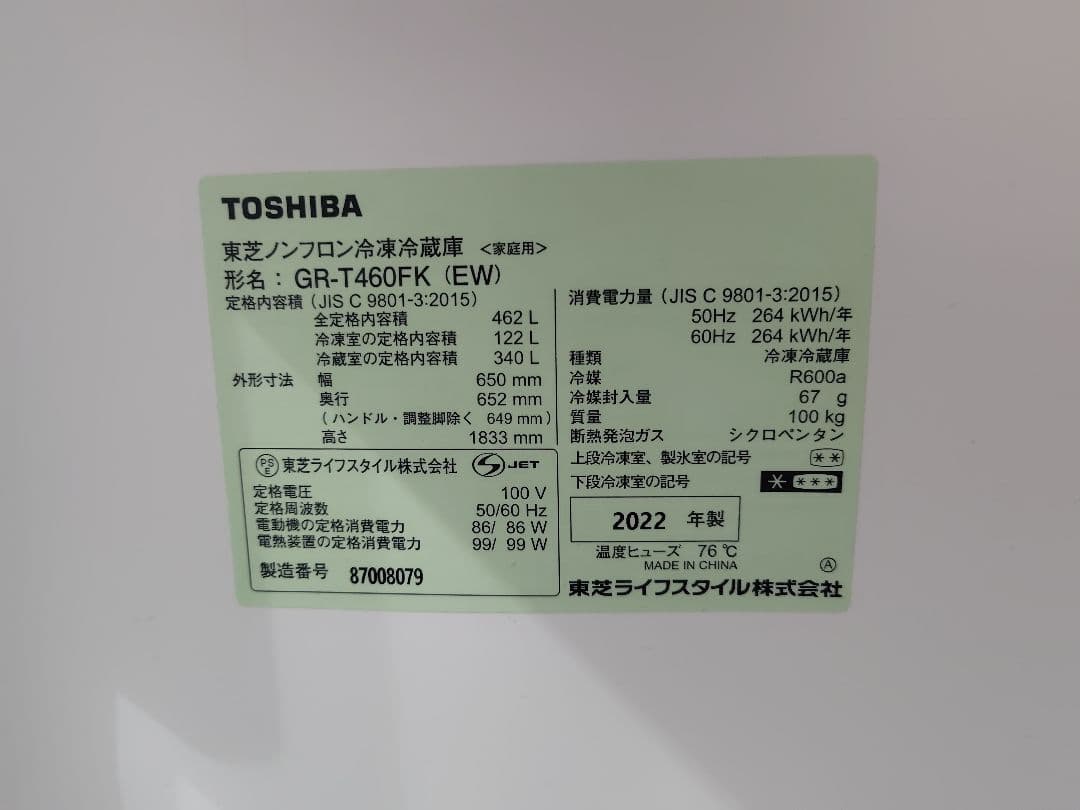 TOSHIBA
東芝ノンフロン冷凍冷蔵庫 <家庭用>
形名: GR-T460FK (EW)
定格内容積 (JIS C 9801-3:2015)
全定格内容積 462 L
冷凍室の定格内容積 122 L
冷蔵室の定格内容積 340 L
外形寸法 幅 650 mm
奥行 652 mm
(ハンドル・調整脚除く 649 mm)
高さ 1833 mm
PSE 東芝ライフスタイル株式会社 S JET
定格電圧 100 V
定格周波数 50/60 Hz
電動機の定格消費電力 86/ 86 W
電熱装置の定格消費電力 99/ 99 W
製造番号 87008079
消費電力量 (JIS C 9801-3:2015)
50Hz 264 kWh/年
60Hz 264 kWh/年
種類 冷凍冷蔵庫
冷媒 R600a
冷媒封入量 67 g
質量 100 kg
断熱発泡ガス シクロペンタン
上段冷凍室、製氷室の記号 **
下段冷凍室の記号 * ***
2022 年製
温度ヒューズ 76 ℃
MADE IN CHINA
Ⓐ
東芝ライフスタイル株式会社